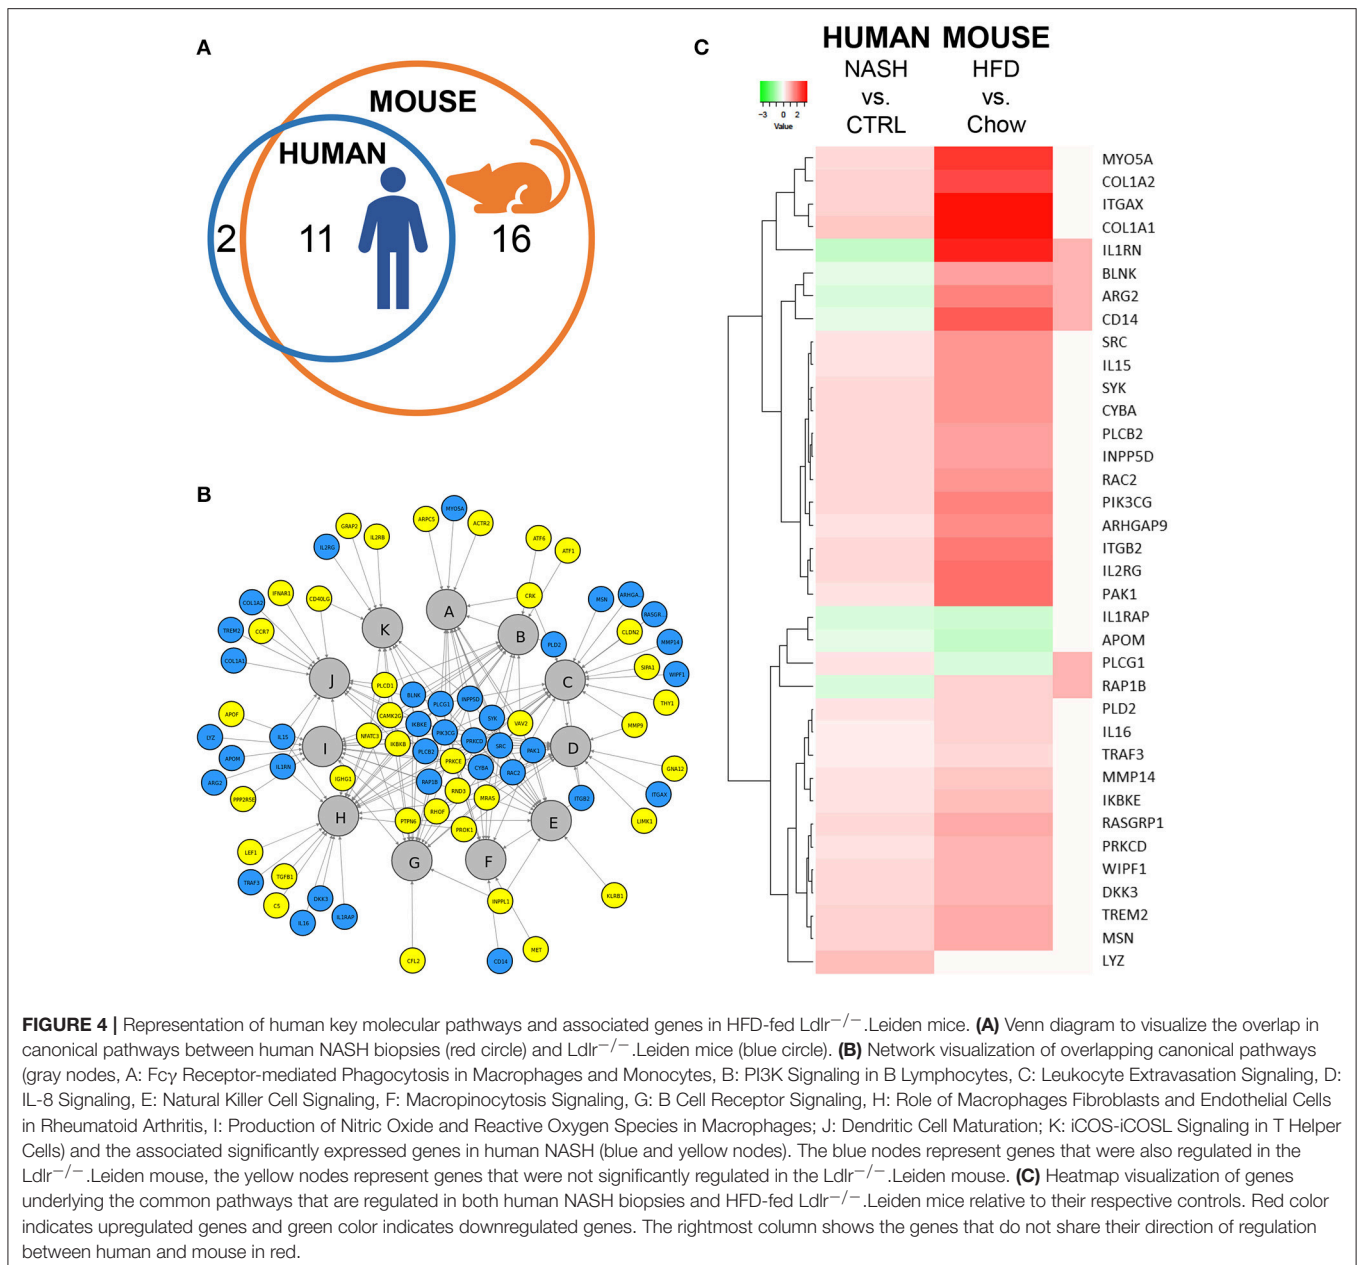 A
MOUSE
HUMAN
2
11
16
B
MYO5A
ARPC5
ACTR2
GRAP2
IL2RB
IL2RG
ATF6
ATF1
IFNAR1
COL1A2
CD40LG
CRK
MSN
ARHGA...
RASGR...
TREM2
CCR7
CLDN2
MMP14
COL1A1
PLD2
SIPA1
WIPF1
THY1
A
B
K
J
C
PLCD1
BLNK
PLCG1
INPP5D
CAMK2G
IKBKE
SYK
VAV2
MMP9
APOF
LYZ
IL15
NFATC3
IKBKB
PIK3CG
PRKCD
SRC
PAK1
I
D
APOM
PLCB2
PRKCE
CYBA
RAC2
GNA12
ARG2
IL1RN
IGHG1
RAP1B
RND3
MRAS
ITGB2
ITGAX
PPP2R5E
RHOF
PTPN6
PROK1
LIMK1
H
E
G
F
LEF1
TRAF3
TGFB1
C5
DKK3
IL16
IL1RAP
INPPL1
KLRB1
CFL2
CD14
MET
C
HUMAN MOUSE
NASH HFD
vs. vs.
CTRL Chow
−3 0 2
Value
MYO5A
COL1A2
ITGAX
COL1A1
IL1RN
BLNK
ARG2
CD14
SRC
IL15
SYK
CYBA
PLCB2
INPP5D
RAC2
PIK3CG
ARHGAP9
ITGB2
IL2RG
PAK1
IL1RAP
APOM
PLCG1
RAP1B
PLD2
IL16
TRAF3
MMP14
IKBKE
RASGRP1
PRKCD
WIPF1
DKK3
TREM2
MSN
LYZ
FIGURE 4 | Representation of human key molecular pathways and associated genes in HFD-fed Ldlr−/−.Leiden mice. (A) Venn diagram to visualize the overlap in
canonical pathways between human NASH biopsies (red circle) and Ldlr−/−.Leiden mice (blue circle). (B) Network visualization of overlapping canonical pathways
(gray nodes, A: Fcγ Receptor-mediated Phagocytosis in Macrophages and Monocytes, B: PI3K Signaling in B Lymphocytes, C: Leukocyte Extravasation Signaling, D:
IL-8 Signaling, E: Natural Killer Cell Signaling, F: Macropinocytosis Signaling, G: B Cell Receptor Signaling, H: Role of Macrophages Fibroblasts and Endothelial Cells
in Rheumatoid Arthritis, I: Production of Nitric Oxide and Reactive Oxygen Species in Macrophages; J: Dendritic Cell Maturation; K: iCOS-iCOSL Signaling in T Helper
Cells) and the associated significantly expressed genes in human NASH (blue and yellow nodes). The blue nodes represent genes that were also regulated in the
Ldlr−/−.Leiden mouse, the yellow nodes represent genes that were not significantly regulated in the Ldlr−/−.Leiden mouse. (C) Heatmap visualization of genes
underlying the common pathways that are regulated in both human NASH biopsies and HFD-fed Ldlr−/−.Leiden mice relative to their respective controls. Red color
indicates upregulated genes and green color indicates downregulated genes. The rightmost column shows the genes that do not share their direction of regulation
between human and mouse in red.